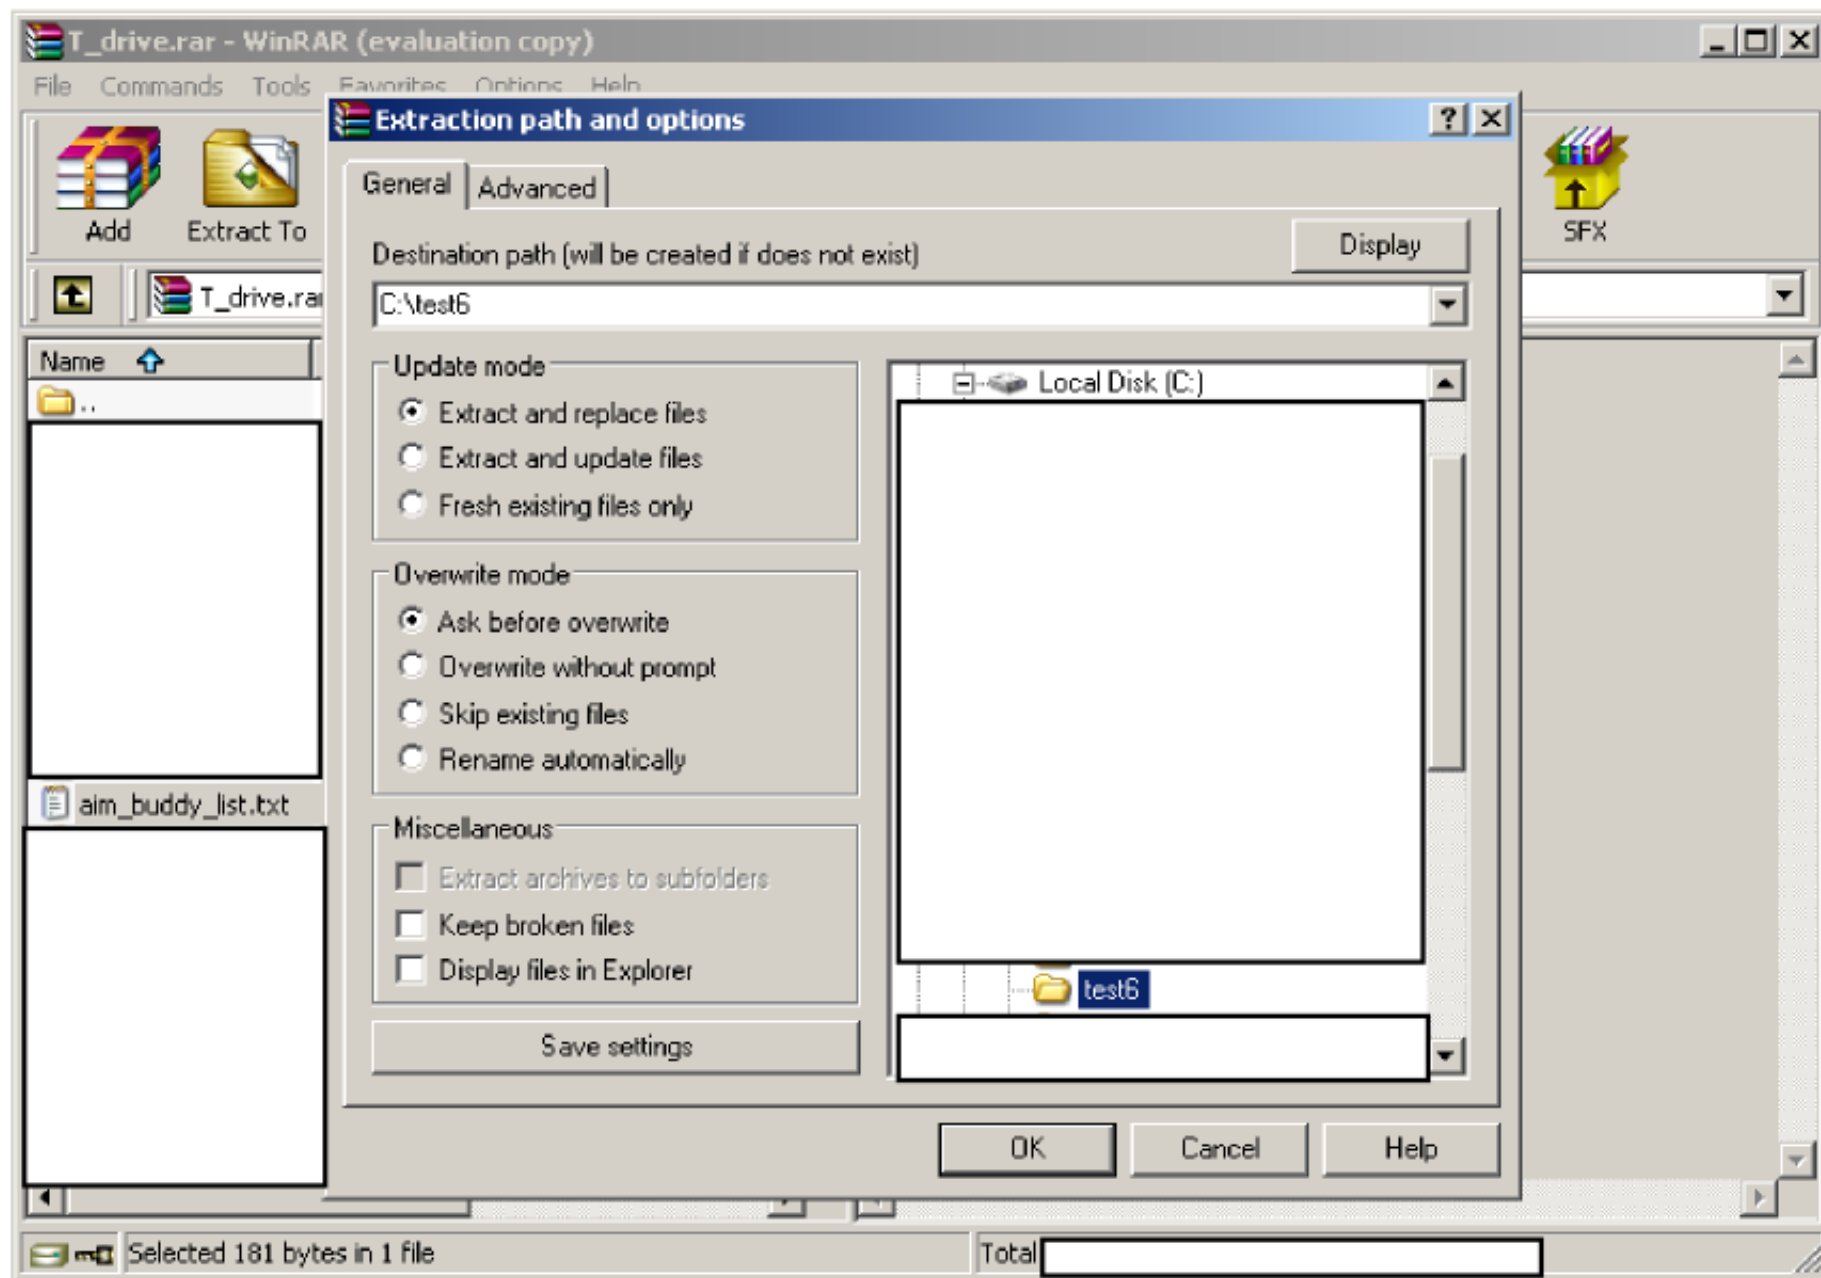 T_drive.rar - WinRAR (evaluation copy)
File Commands Tools Favorites Options Help
Extraction path and options
Add
Extract To
SFX
T_drive.rar
Name
..
aim_buddy_list.txt
General
Advanced
Destination path (will be created if does not exist)
Display
C:\test6
Update mode
Extract and replace files
Extract and update files
Fresh existing files only
Overwrite mode
Ask before overwrite
Overwrite without prompt
Skip existing files
Rename automatically
Miscellaneous
Extract archives to subfolders
Keep broken files
Display files in Explorer
Save settings
Local Disk (C:)
test6
OK
Cancel
Help
Selected 181 bytes in 1 file
Total